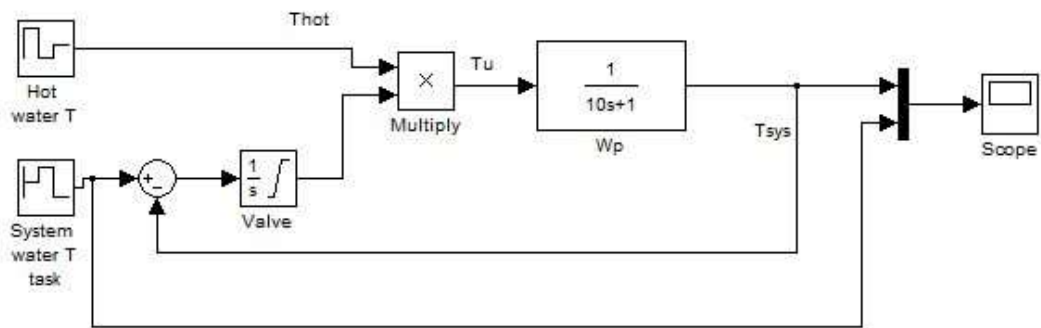 Thot
Hot
water T
×
Multiply
Tu
1
10s+1
Wp
Tsys
Scope
System
water T
task
+
-
1
s
Valve